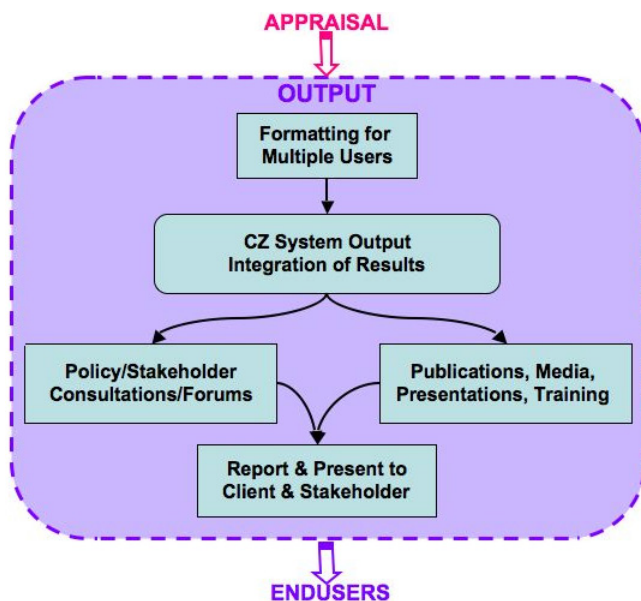 APPRAISAL
OUTPUT
Formatting for
Multiple Users
CZ System Output
Integration of Results
Policy/Stakeholder
Consultations/Forums
Publications, Media,
Presentations, Training
Report & Present to
Client & Stakeholder
ENDUSERS